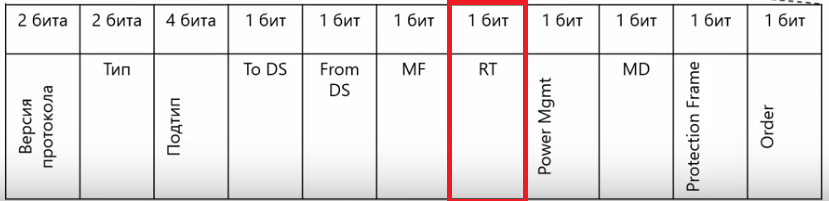 2 бита 2 бита 4 бита 1 бит 1 бит 1 бит 1 бит 1 бит 1 бит 1 бит 1 бит
Версия
протокола
Тип
Подтип
To DS
From
DS
MF
RT
Power Mgmt
MD
Protection Frame
Order